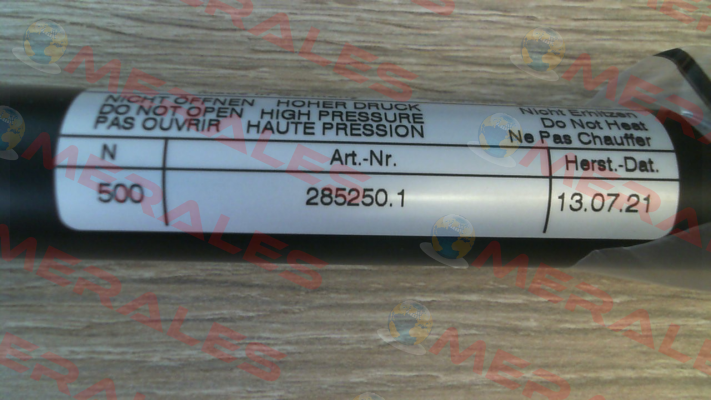 NICHT ÖFFNEN HOHER DRUCK
DO NOT OPEN HIGH PRESSURE
PAS OUVRIR HAUTE PRESSION
Nicht Erhitzen
Do Not Heat
Ne Pas Chauffer
N Art.-Nr. Herst.-Dat.
500 285250.1 13.07.21
MERALES